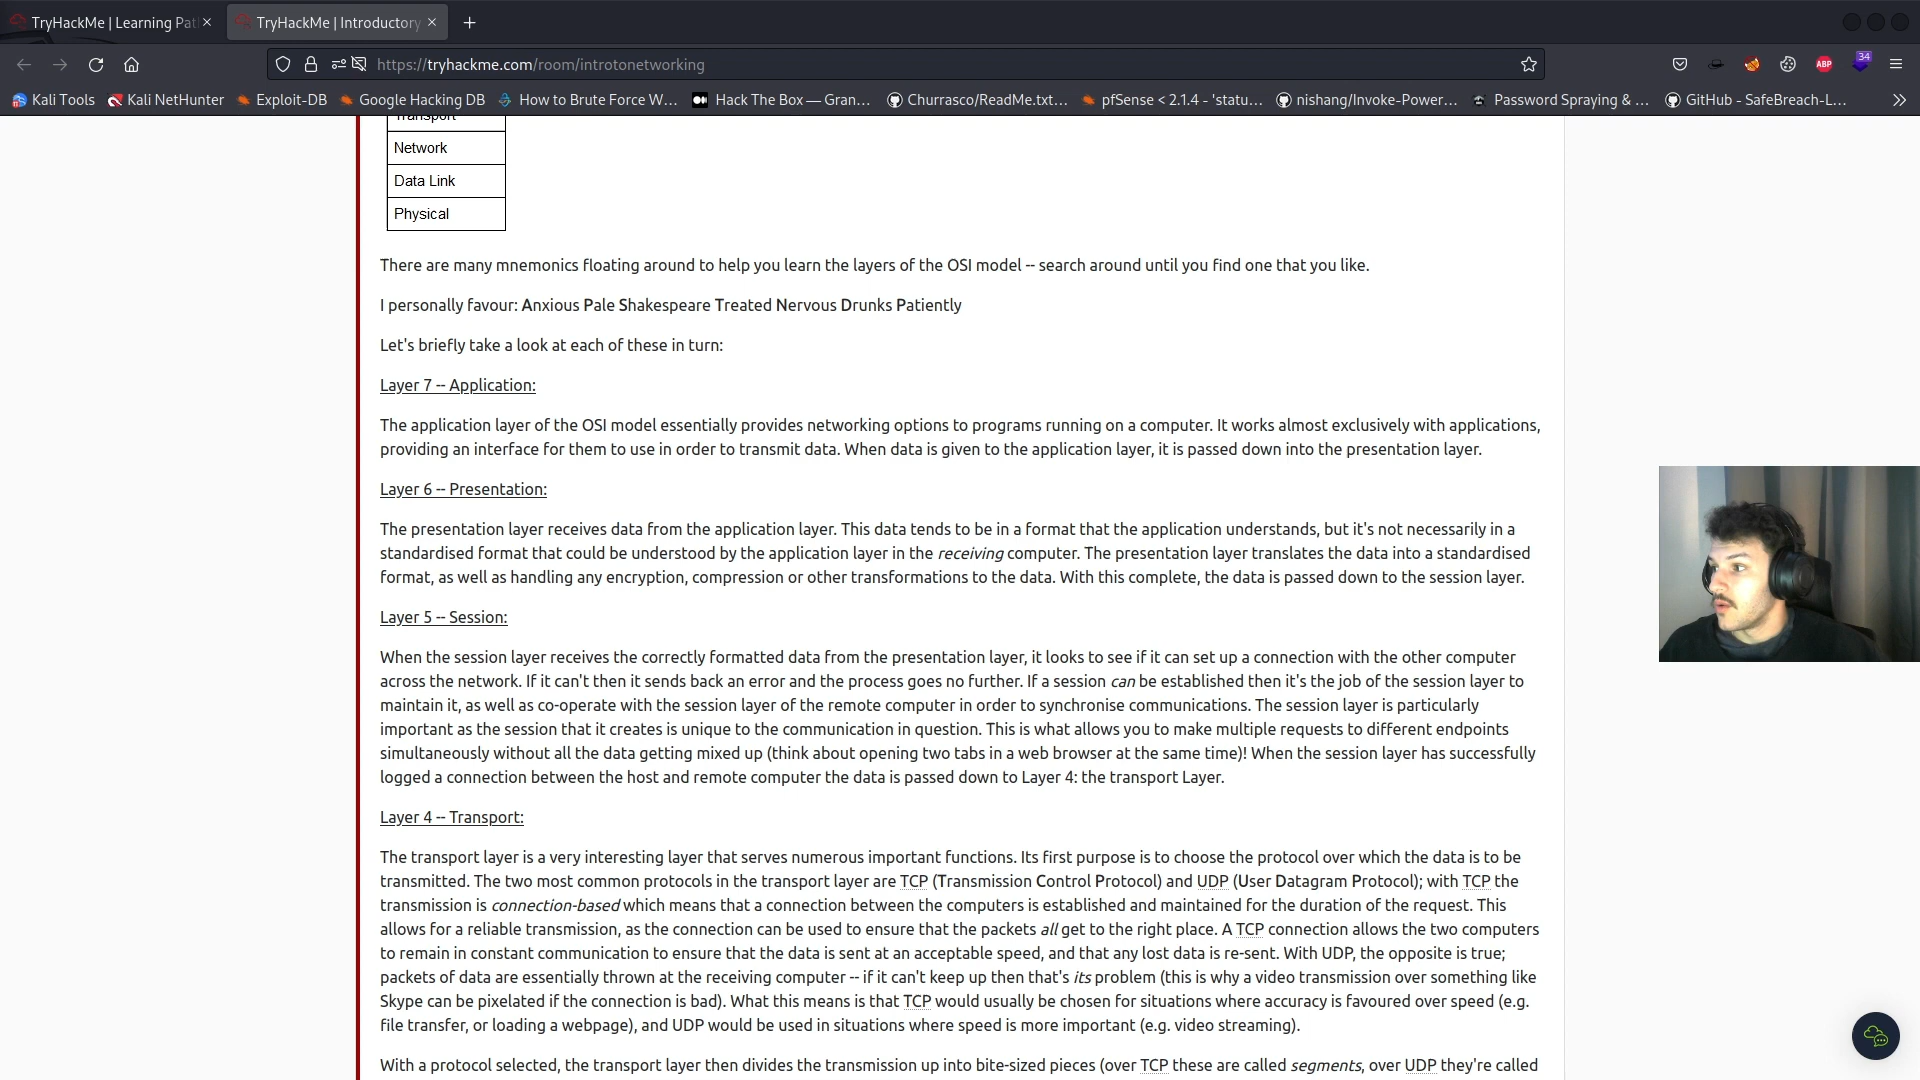 TryHackMe | Learning Pat
TryHackMe | Introductory
https://tryhackme.com/room/introtonetworking
ABP
34
Kali Tools
Kali NetHunter
Exploit-DB
Google Hacking DB
How to Brute Force W...
Hack The Box — Gran...
Churrasco/ReadMe.txt...
pfSense < 2.1.4 - 'statu...
nishang/Invoke-Power...
Password Spraying & ...
GitHub - SafeBreach-L...
Transport
Network
Data Link
Physical
There are many mnemonics floating around to help you learn the layers of the OSI model -- search around until you find one that you like.
I personally favour: Anxious Pale Shakespeare Treated Nervous Drunks Patiently
Let's briefly take a look at each of these in turn:
Layer 7 -- Application:
The application layer of the OSI model essentially provides networking options to programs running on a computer. It works almost exclusively with applications,
providing an interface for them to use in order to transmit data. When data is given to the application layer, it is passed down into the presentation layer.
Layer 6 -- Presentation:
The presentation layer receives data from the application layer. This data tends to be in a format that the application understands, but it's not necessarily in a
standardised format that could be understood by the application layer in the receiving computer. The presentation layer translates the data into a standardised
format, as well as handling any encryption, compression or other transformations to the data. With this complete, the data is passed down to the session layer.
Layer 5 -- Session:
When the session layer receives the correctly formatted data from the presentation layer, it looks to see if it can set up a connection with the other computer
across the network. If it can't then it sends back an error and the process goes no further. If a session can be established then it's the job of the session layer to
maintain it, as well as co-operate with the session layer of the remote computer in order to synchronise communications. The session layer is particularly
important as the session that it creates is unique to the communication in question. This is what allows you to make multiple requests to different endpoints
simultaneously without all the data getting mixed up (think about opening two tabs in a web browser at the same time)! When the session layer has successfully
logged a connection between the host and remote computer the data is passed down to Layer 4: the transport Layer.
Layer 4 -- Transport:
The transport layer is a very interesting layer that serves numerous important functions. Its first purpose is to choose the protocol over which the data is to be
transmitted. The two most common protocols in the transport layer are TCP (Transmission Control Protocol) and UDP (User Datagram Protocol); with TCP the
transmission is connection-based which means that a connection between the computers is established and maintained for the duration of the request. This
allows for a reliable transmission, as the connection can be used to ensure that the packets all get to the right place. A TCP connection allows the two computers
to remain in constant communication to ensure that the data is sent at an acceptable speed, and that any lost data is re-sent. With UDP, the opposite is true;
packets of data are essentially thrown at the receiving computer -- if it can't keep up then that's its problem (this is why a video transmission over something like
Skype can be pixelated if the connection is bad). What this means is that TCP would usually be chosen for situations where accuracy is favoured over speed (e.g.
file transfer, or loading a webpage), and UDP would be used in situations where speed is more important (e.g. video streaming).
With a protocol selected, the transport layer then divides the transmission up into bite-sized pieces (over TCP these are called segments, over UDP they're called